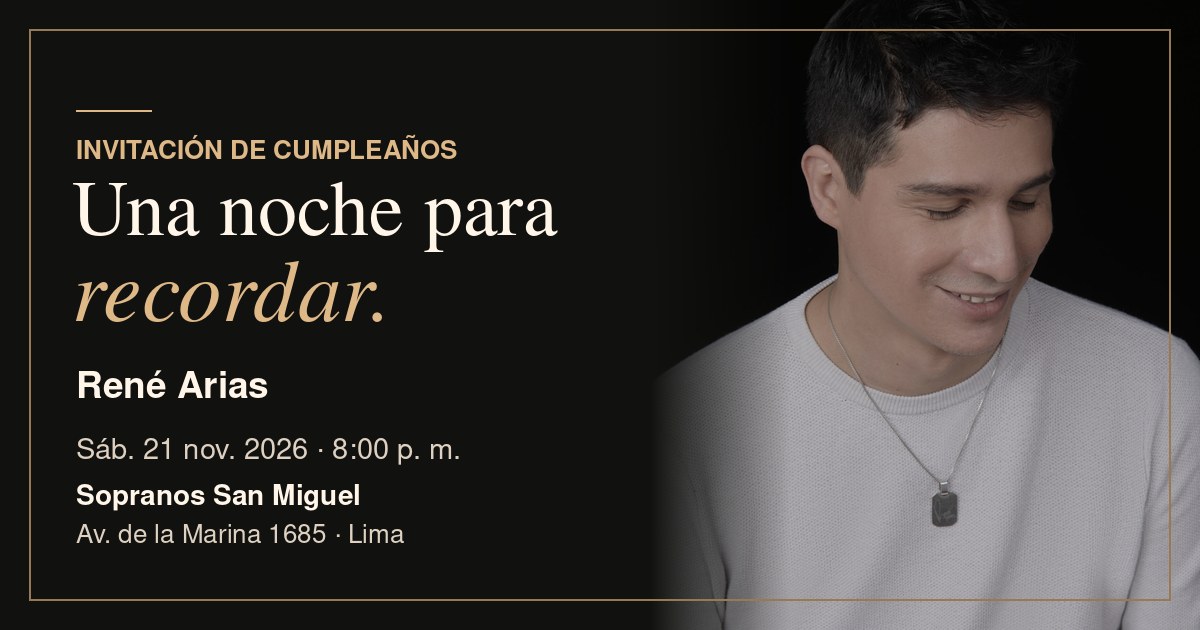 INVITACIÓN DE CUMPLEAÑOS
Una noche para
recordar.
René Arias
Sáb. 21 nov. 2026 · 8:00 p. m.
Sopranos San Miguel
Av. de la Marina 1685 · Lima